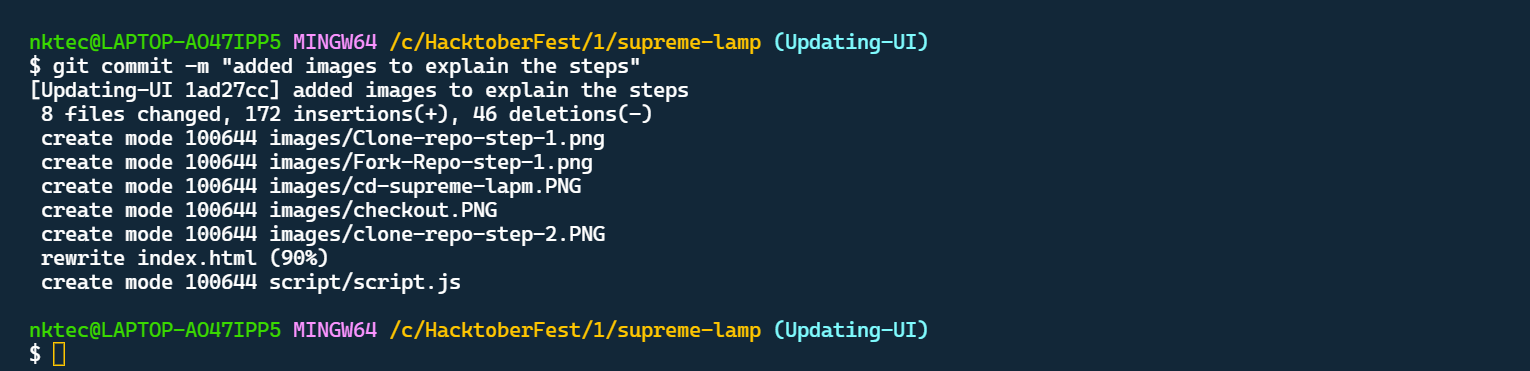 nktec@LAPTOP-AO47IPP5 MINGW64 /c/HacktoberFest/1/supreme-lamp (Updating-UI)
$ git commit -m "added images to explain the steps"
[Updating-UI 1ad27cc] added images to explain the steps
 8 files changed, 172 insertions(+), 46 deletions(-)
 create mode 100644 images/Clone-repo-step-1.png
 create mode 100644 images/Fork-Repo-step-1.png
 create mode 100644 images/cd-supreme-lapm.PNG
 create mode 100644 images/checkout.PNG
 create mode 100644 images/clone-repo-step-2.PNG
 rewrite index.html (90%)
 create mode 100644 script/script.js
nktec@LAPTOP-AO47IPP5 MINGW64 /c/HacktoberFest/1/supreme-lamp (Updating-UI)
$